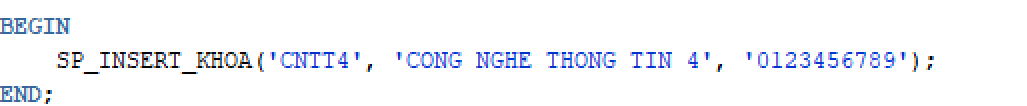 BEGIN
SP_INSERT_KHOA('CNTT4', 'CONG NGHE THONG TIN 4', '0123456789');
END;